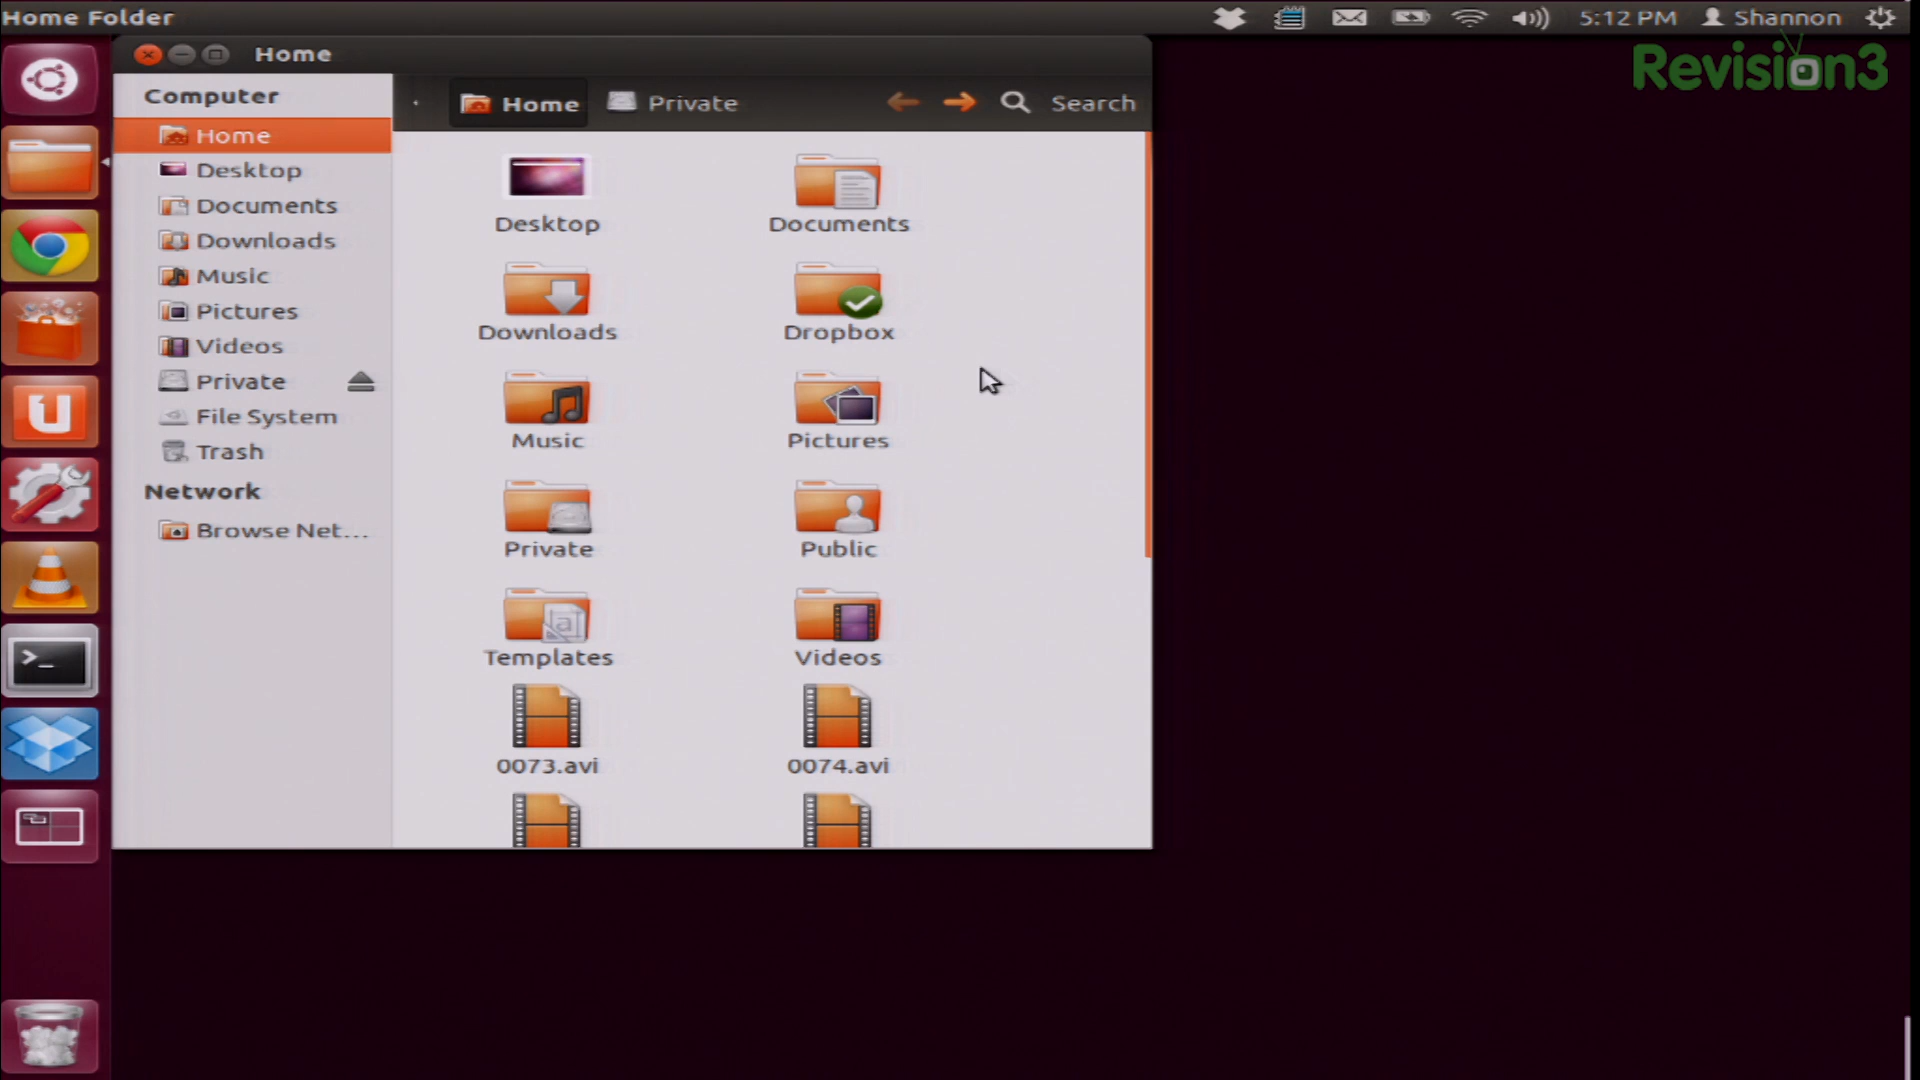 Home Folder
5:12 PM
Shannon
Revision3
Home
Computer
Home
Desktop
Documents
Downloads
Music
Pictures
Videos
Private
File System
Trash
Network
Browse Net...
Home
Private
Search
Desktop
Documents
Downloads
Dropbox
Music
Pictures
Private
Public
Templates
Videos
0073.avi
0074.avi